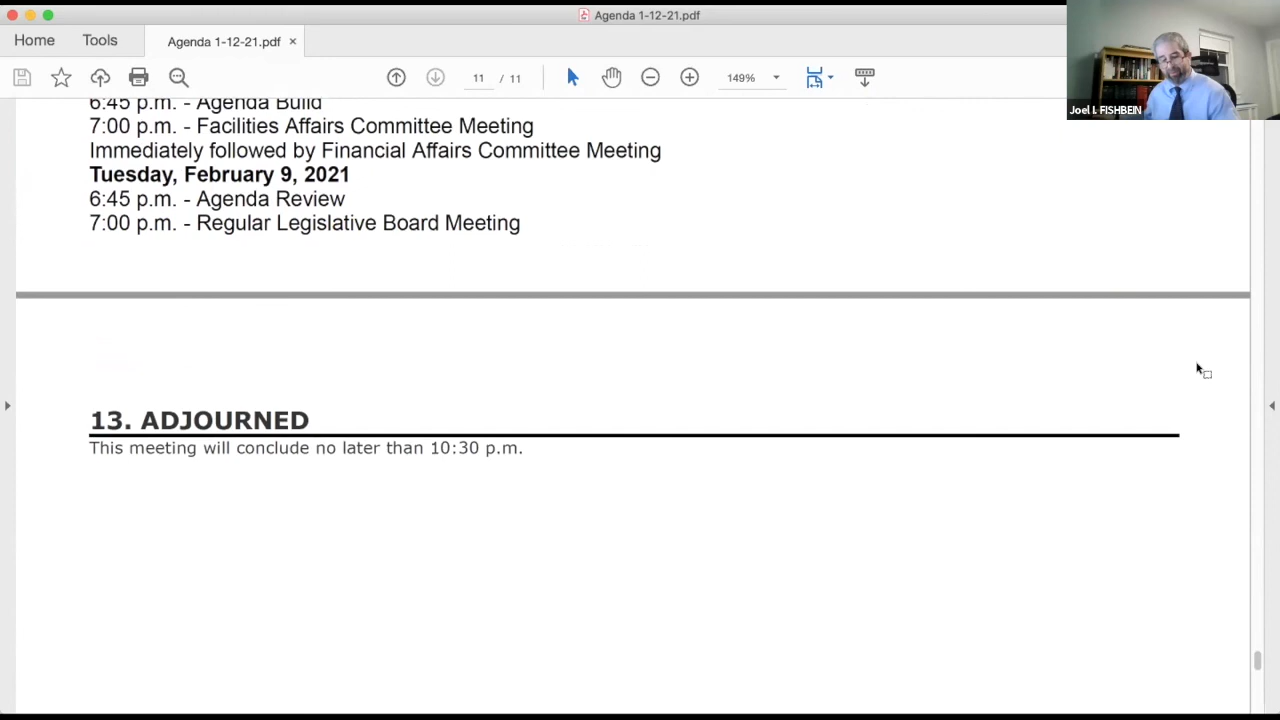 Agenda 1-12-21.pdf
Home
Tools
Agenda 1-12-21.pdf ×
11 / 11
149%
Joel I. FISHBEIN
6:45 p.m. - Agenda Build
7:00 p.m. - Facilities Affairs Committee Meeting
Immediately followed by Financial Affairs Committee Meeting
Tuesday, February 9, 2021
6:45 p.m. - Agenda Review
7:00 p.m. - Regular Legislative Board Meeting
13. ADJOURNED
This meeting will conclude no later than 10:30 p.m.